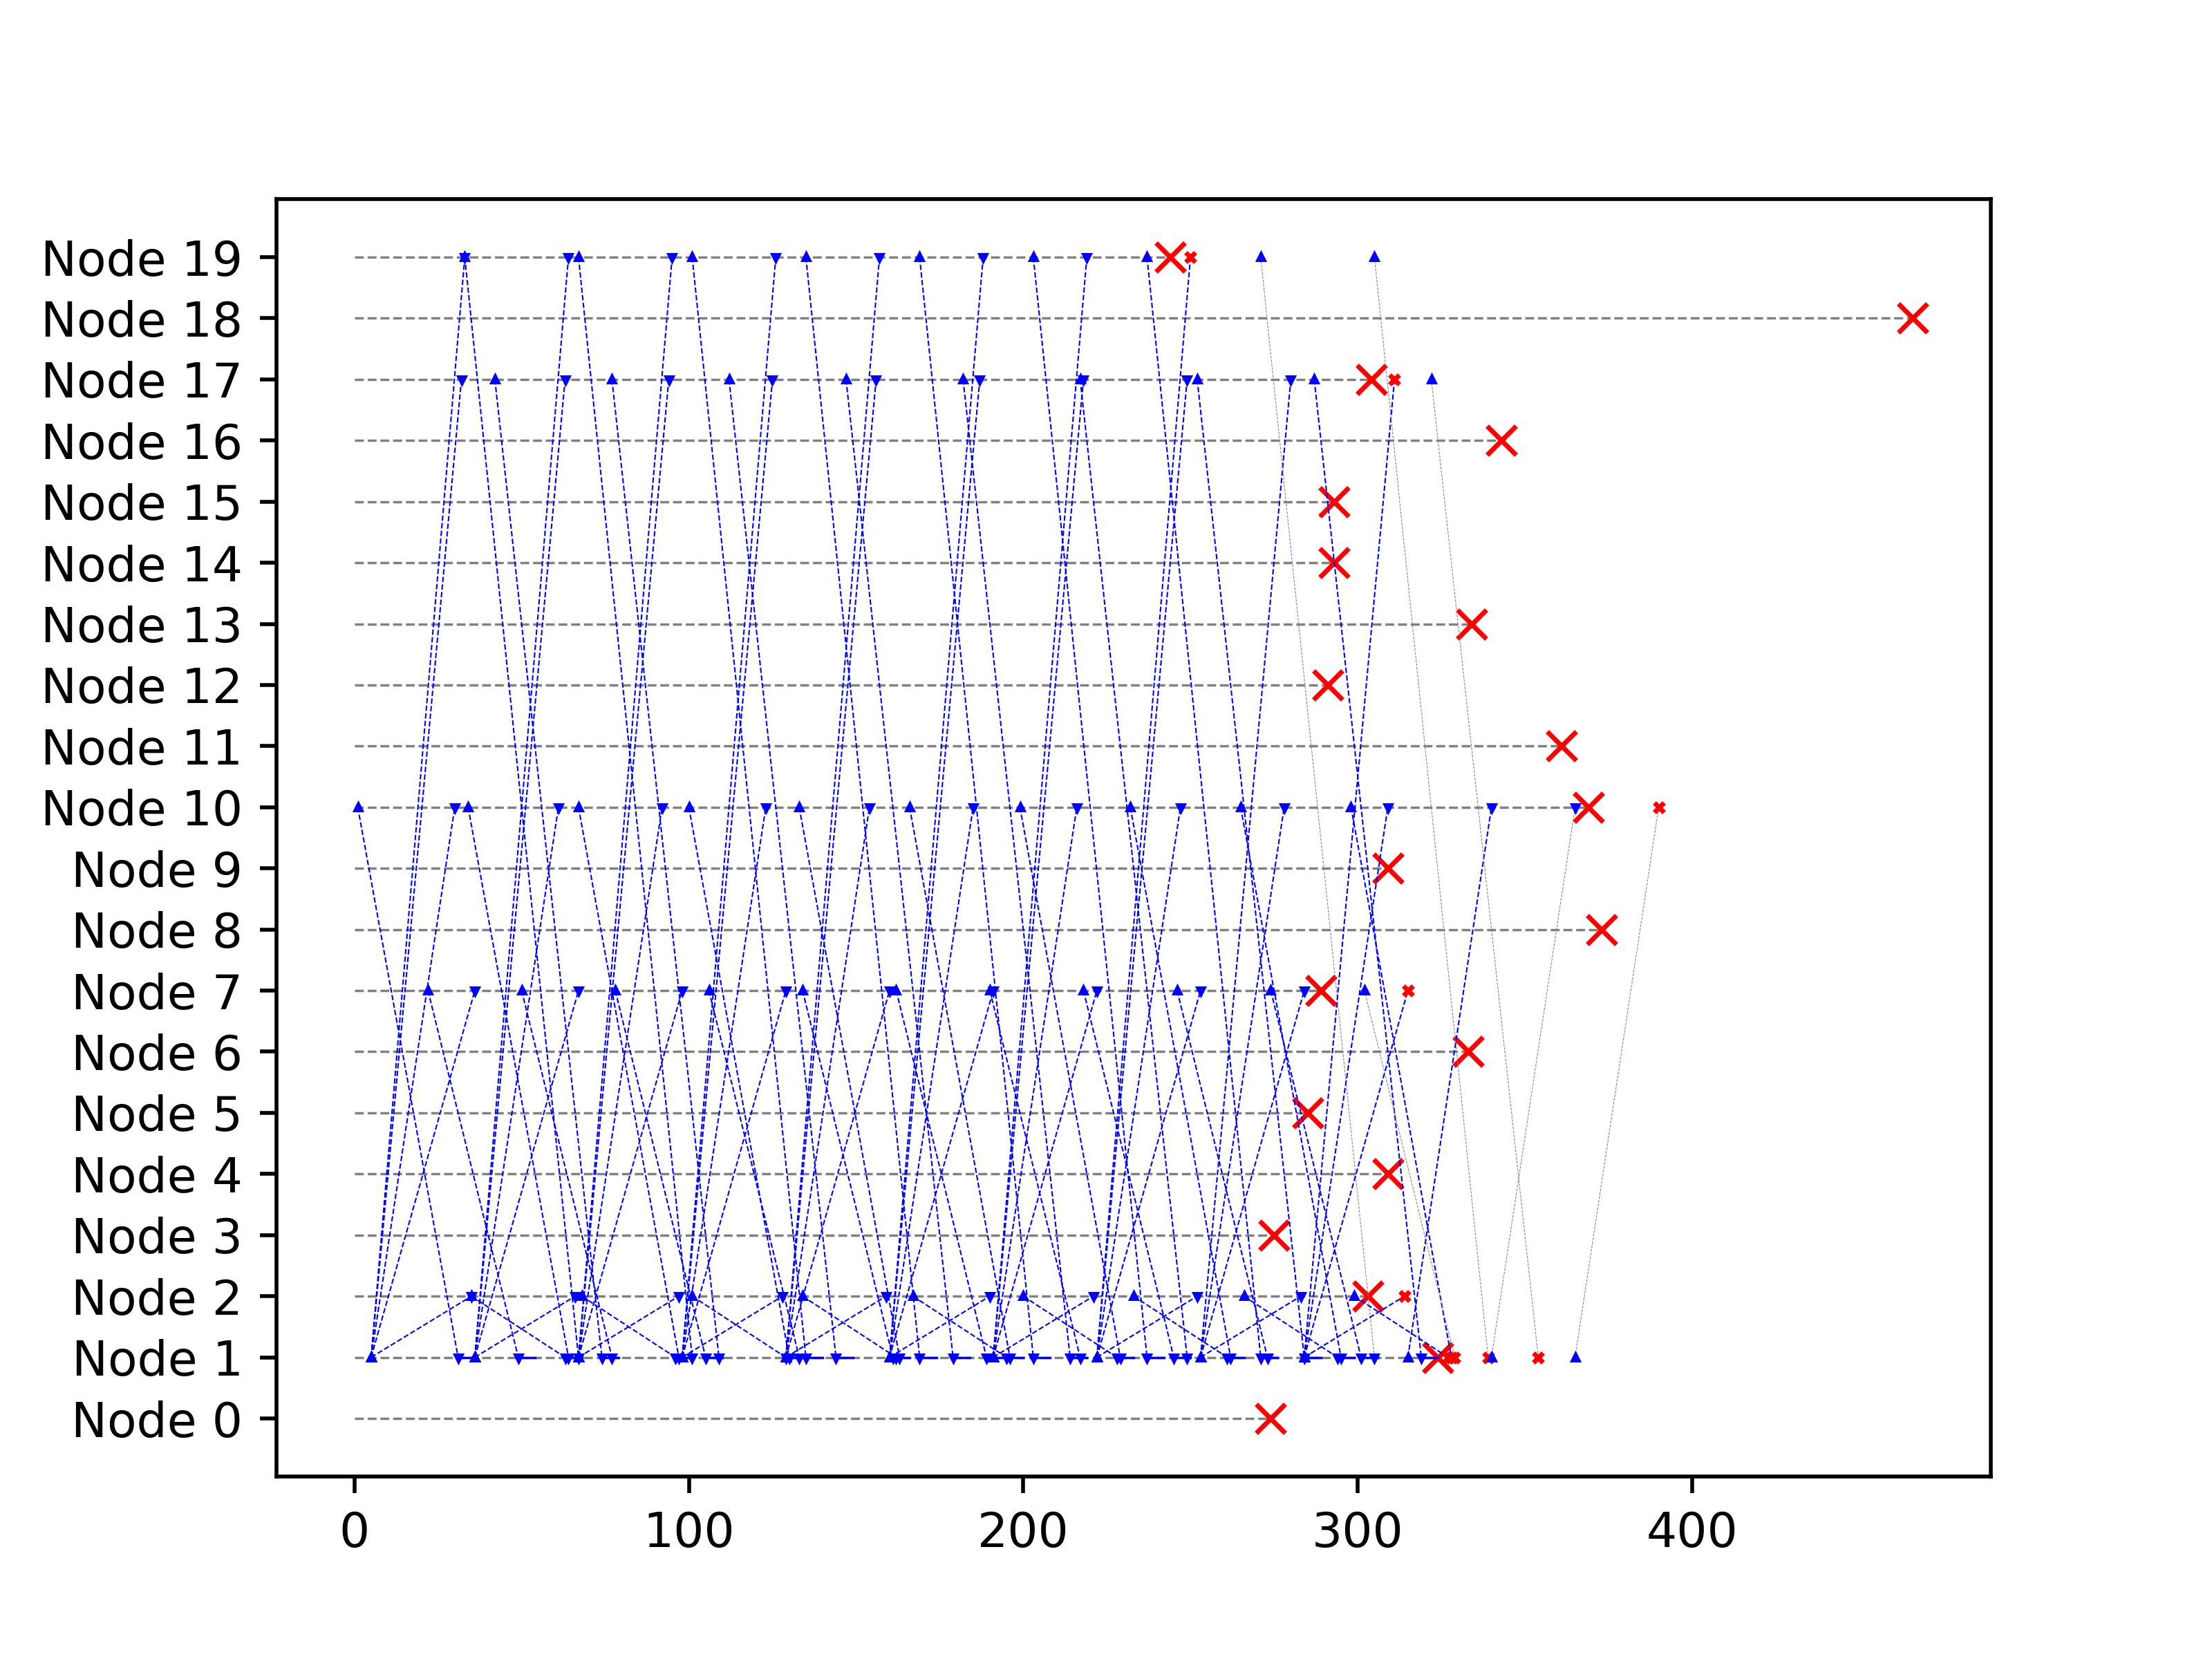 Node 19
Node 18
Node 17
Node 16
Node 15
Node 14
Node 13
Node 12
Node 11
Node 10
Node 9
Node 8
Node 7
Node 6
Node 5
Node 4
Node 3
Node 2
Node 1
Node 0
0 100 200 300 400